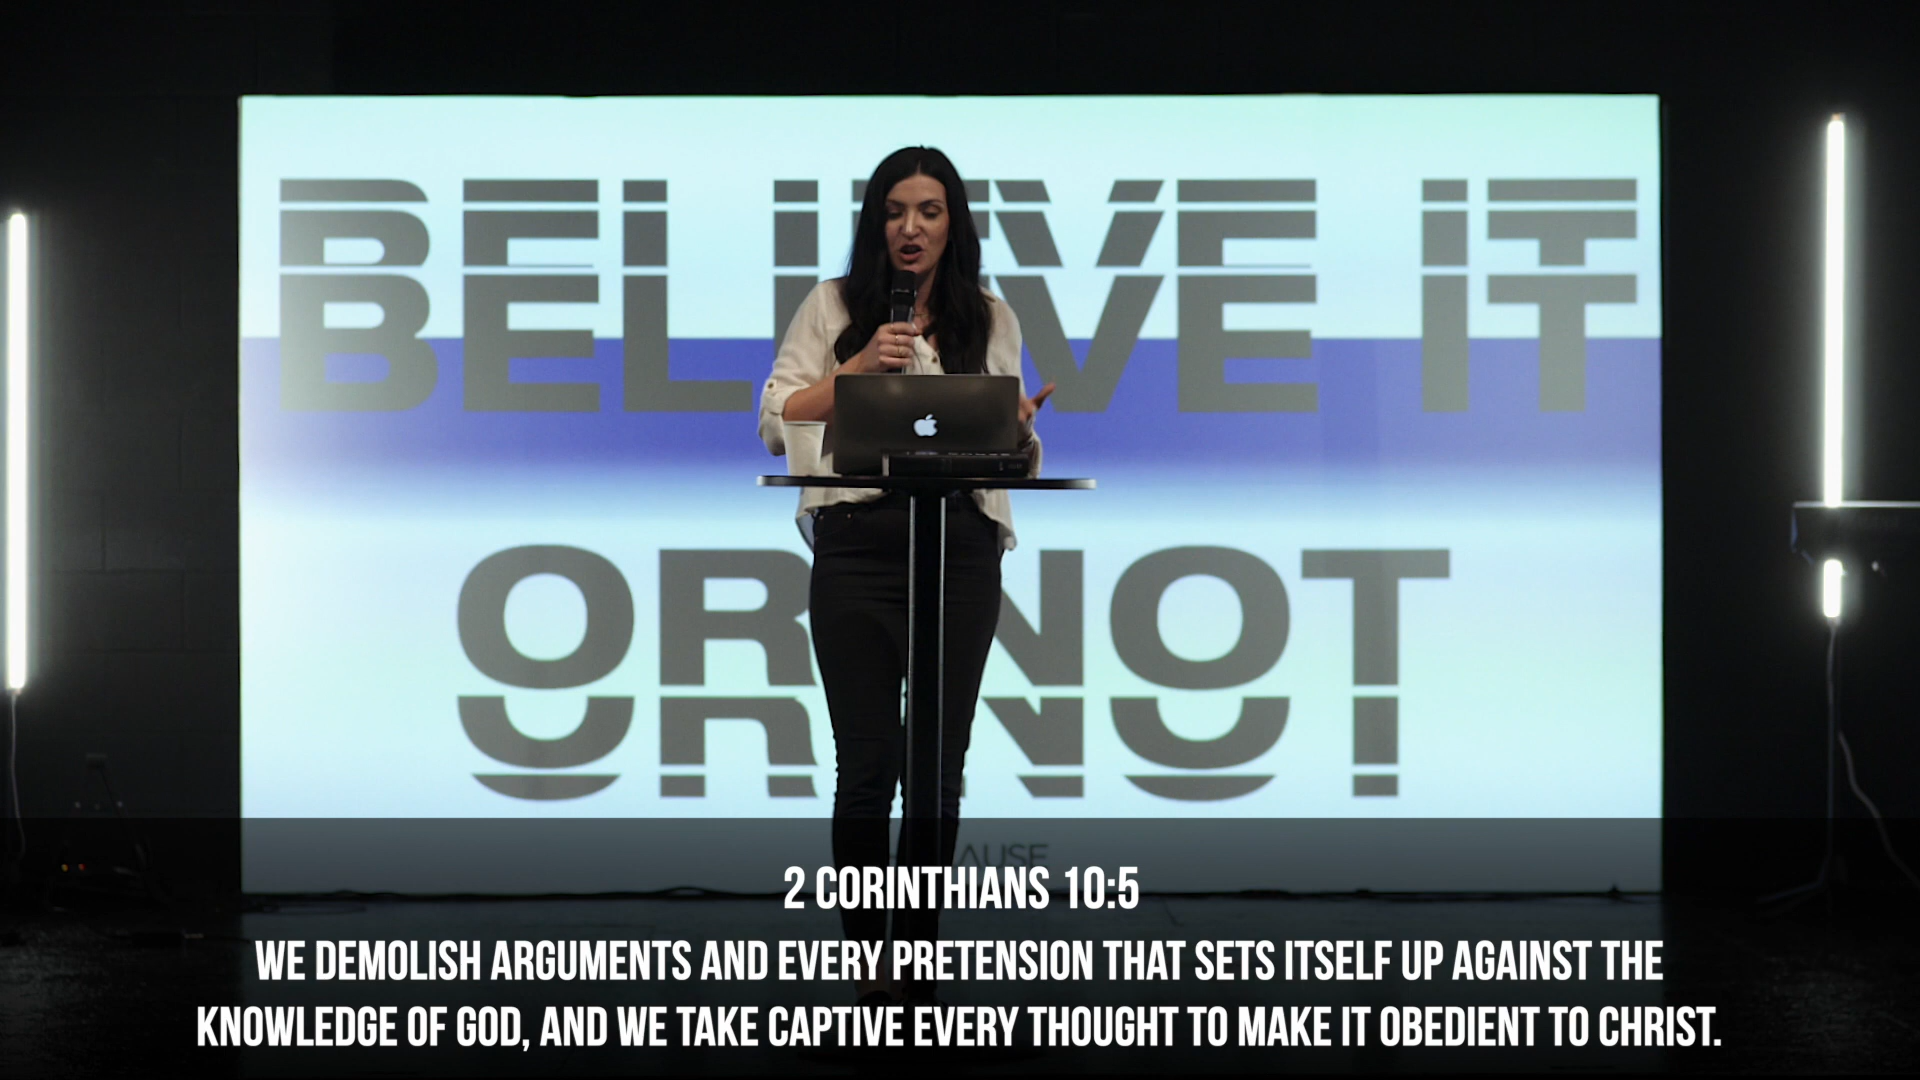 BELIEVE IT
OR NOT
AUSE
2 CORINTHIANS 10:5
WE DEMOLISH ARGUMENTS AND EVERY PRETENSION THAT SETS ITSELF UP AGAINST THE
KNOWLEDGE OF GOD, AND WE TAKE CAPTIVE EVERY THOUGHT TO MAKE IT OBEDIENT TO CHRIST.